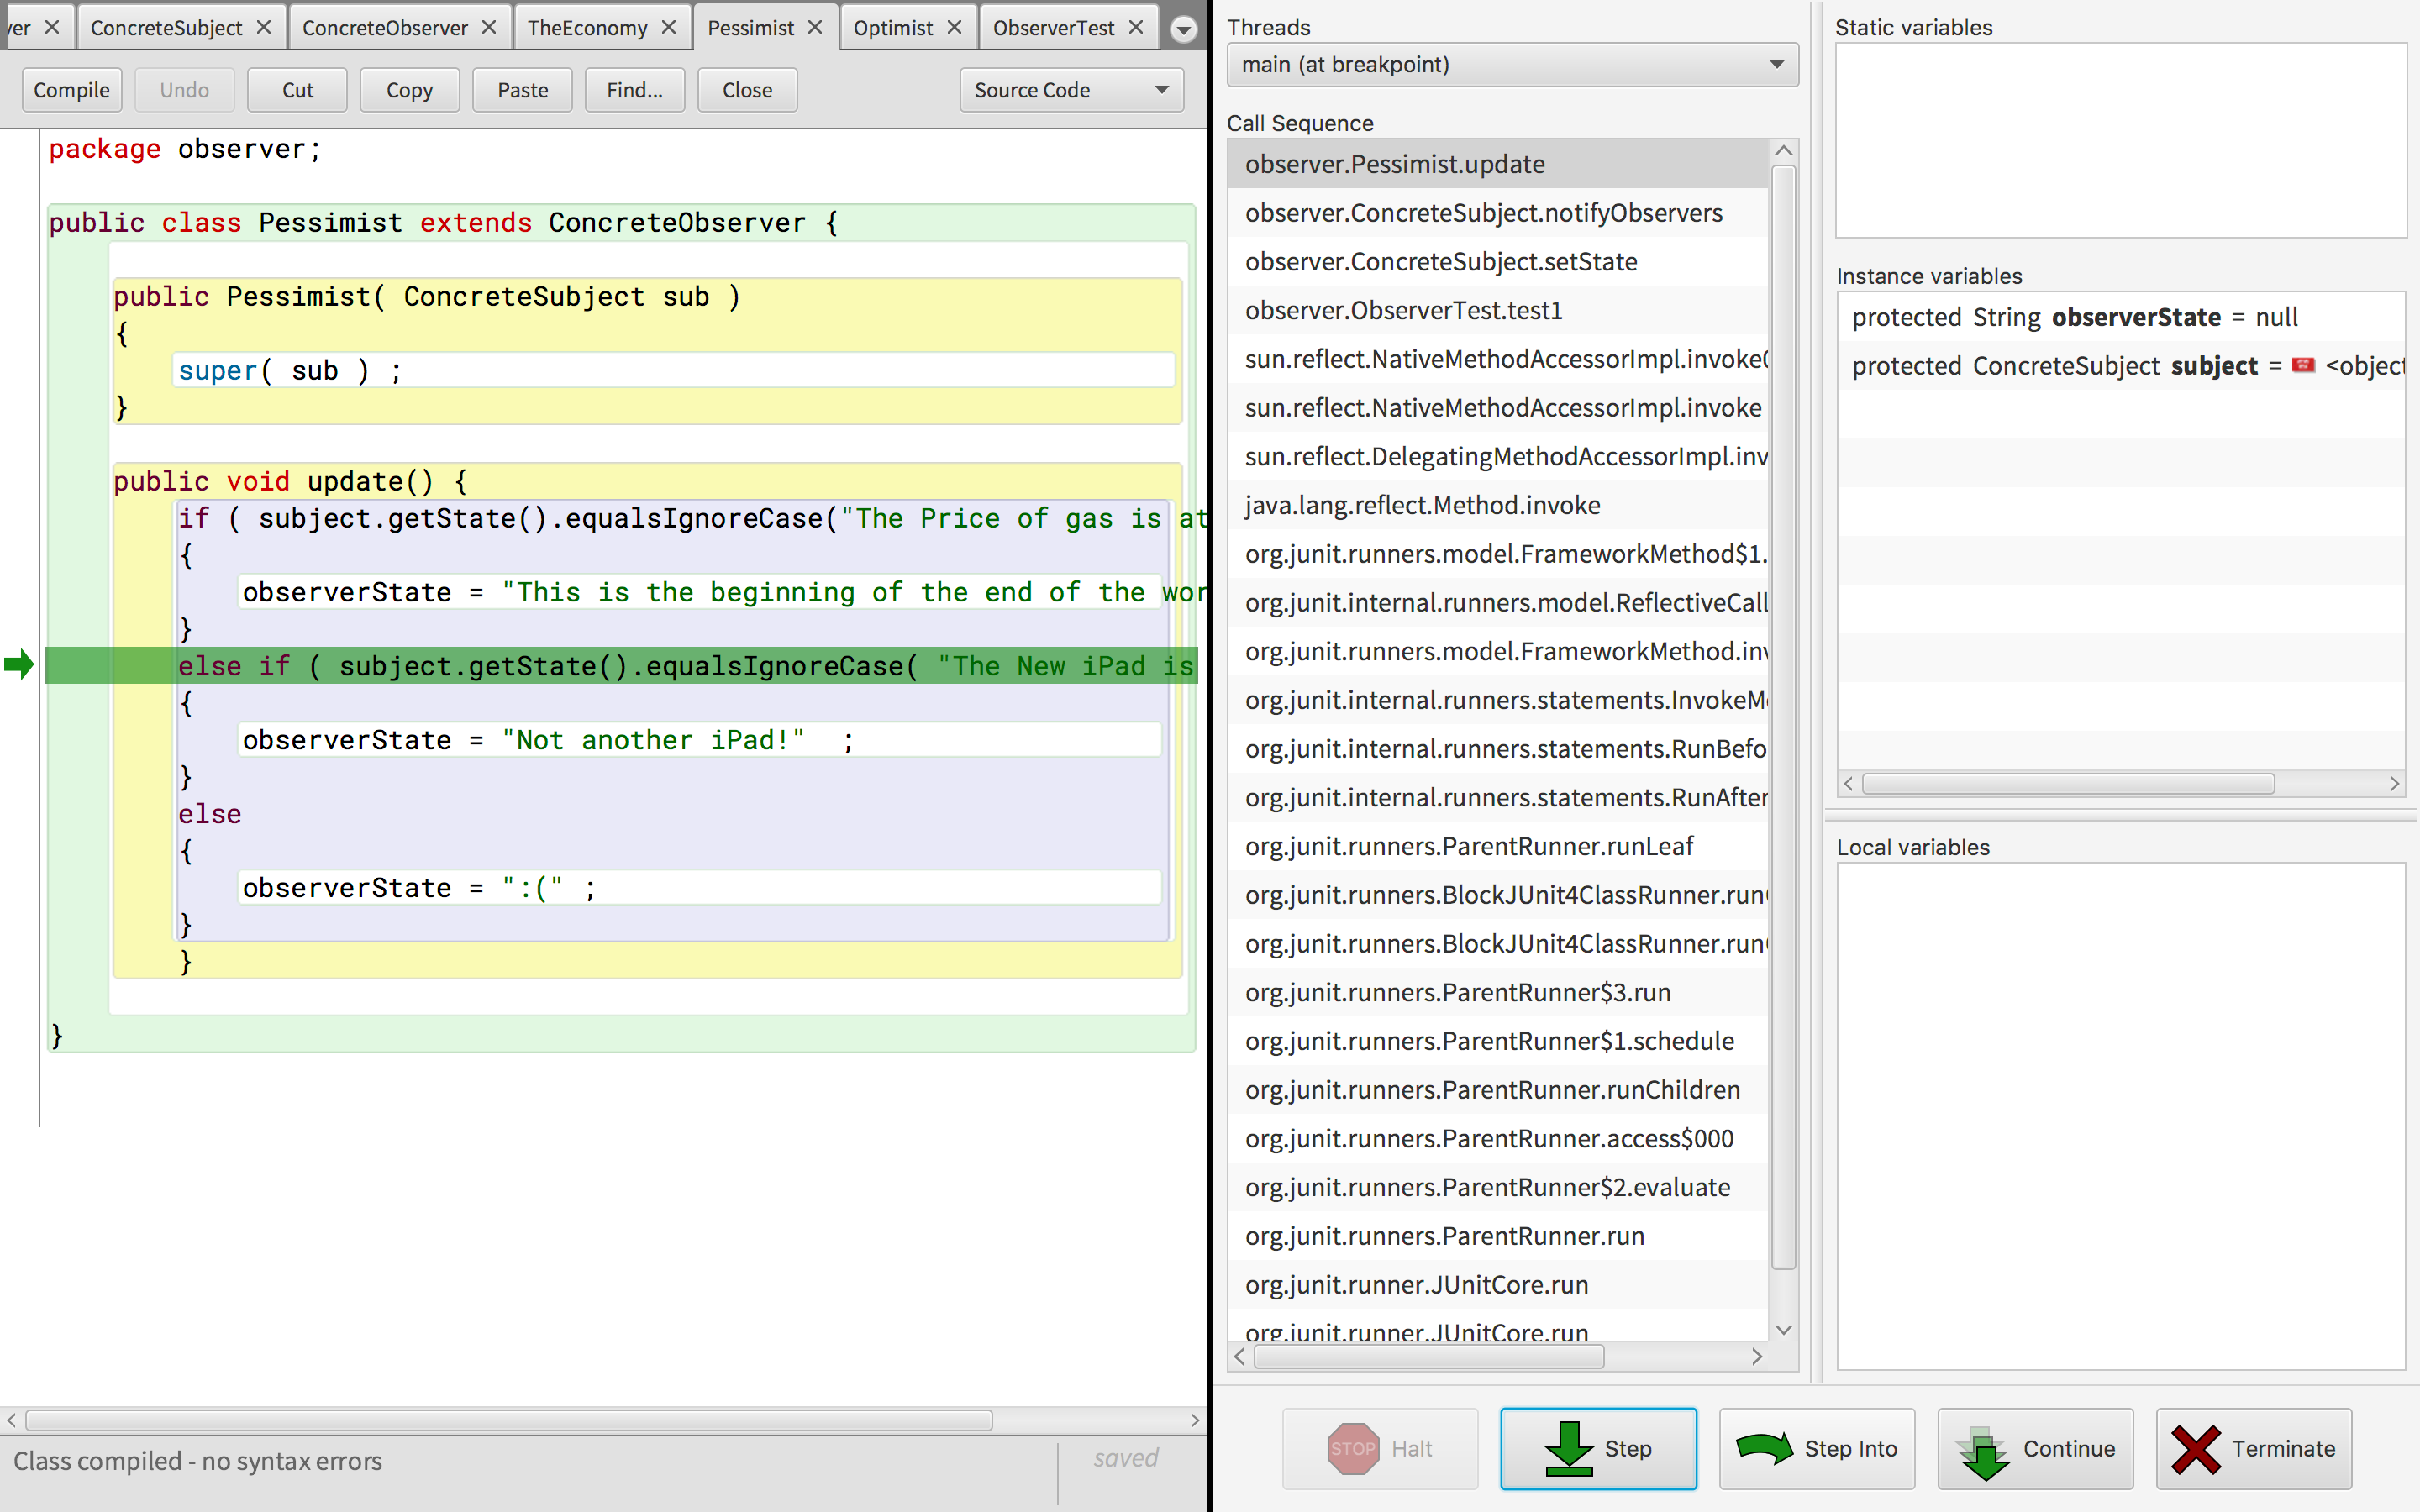 ver
ConcreteSubject
ConcreteObserver
TheEconomy
Pessimist
Optimist
ObserverTest
Compile
Undo
Cut
Copy
Paste
Find...
Close
Source Code
package observer;
public class Pessimist extends ConcreteObserver {
public Pessimist( ConcreteSubject sub )
{
super( sub ) ;
}
public void update() {
if ( subject.getState().equalsIgnoreCase("The Price of gas is at
{
observerState = "This is the beginning of the end of the wor
}
else if ( subject.getState().equalsIgnoreCase( "The New iPad is
{
observerState = "Not another iPad!"  ;
}
else
{
observerState = ":(" ;
}
}
}
Class compiled - no syntax errors
saved
Threads
main (at breakpoint)
Call Sequence
observer.Pessimist.update
observer.ConcreteSubject.notifyObservers
observer.ConcreteSubject.setState
observer.ObserverTest.test1
sun.reflect.NativeMethodAccessorImpl.invoke0
sun.reflect.NativeMethodAccessorImpl.invoke
sun.reflect.DelegatingMethodAccessorImpl.inv
java.lang.reflect.Method.invoke
org.junit.runners.model.FrameworkMethod$1.
org.junit.internal.runners.model.ReflectiveCall
org.junit.runners.model.FrameworkMethod.inv
org.junit.internal.runners.statements.InvokeMe
org.junit.internal.runners.statements.RunBefo
org.junit.internal.runners.statements.RunAfter
org.junit.runners.ParentRunner.runLeaf
org.junit.runners.BlockJUnit4ClassRunner.runC
org.junit.runners.BlockJUnit4ClassRunner.runC
org.junit.runners.ParentRunner$3.run
org.junit.runners.ParentRunner$1.schedule
org.junit.runners.ParentRunner.runChildren
org.junit.runners.ParentRunner.access$000
org.junit.runners.ParentRunner$2.evaluate
org.junit.runners.ParentRunner.run
org.junit.runner.JUnitCore.run
org.junit.runner.JUnitCore.run
Static variables
Instance variables
protected String observerState = null
protected ConcreteSubject subject = <object
Local variables
STOP Halt
Step
Step Into
Continue
Terminate